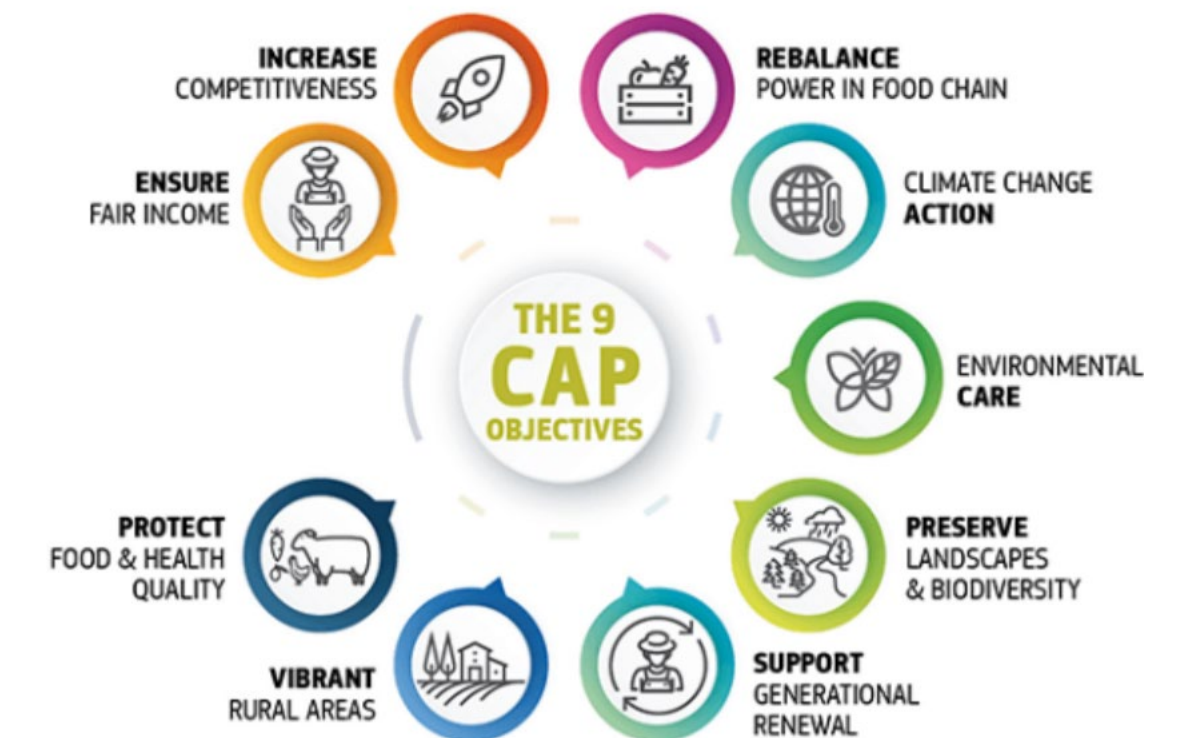 INCREASE
COMPETITIVENESS
REBALANCE
POWER IN FOOD CHAIN
ENSURE
FAIR INCOME
CLIMATE CHANGE
ACTION
THE 9
CAP
OBJECTIVES
ENVIRONMENTAL
CARE
PROTECT
FOOD & HEALTH
QUALITY
PRESERVE
LANDSCAPES
& BIODIVERSITY
VIBRANT
RURAL AREAS
SUPPORT
GENERATIONAL
RENEWAL